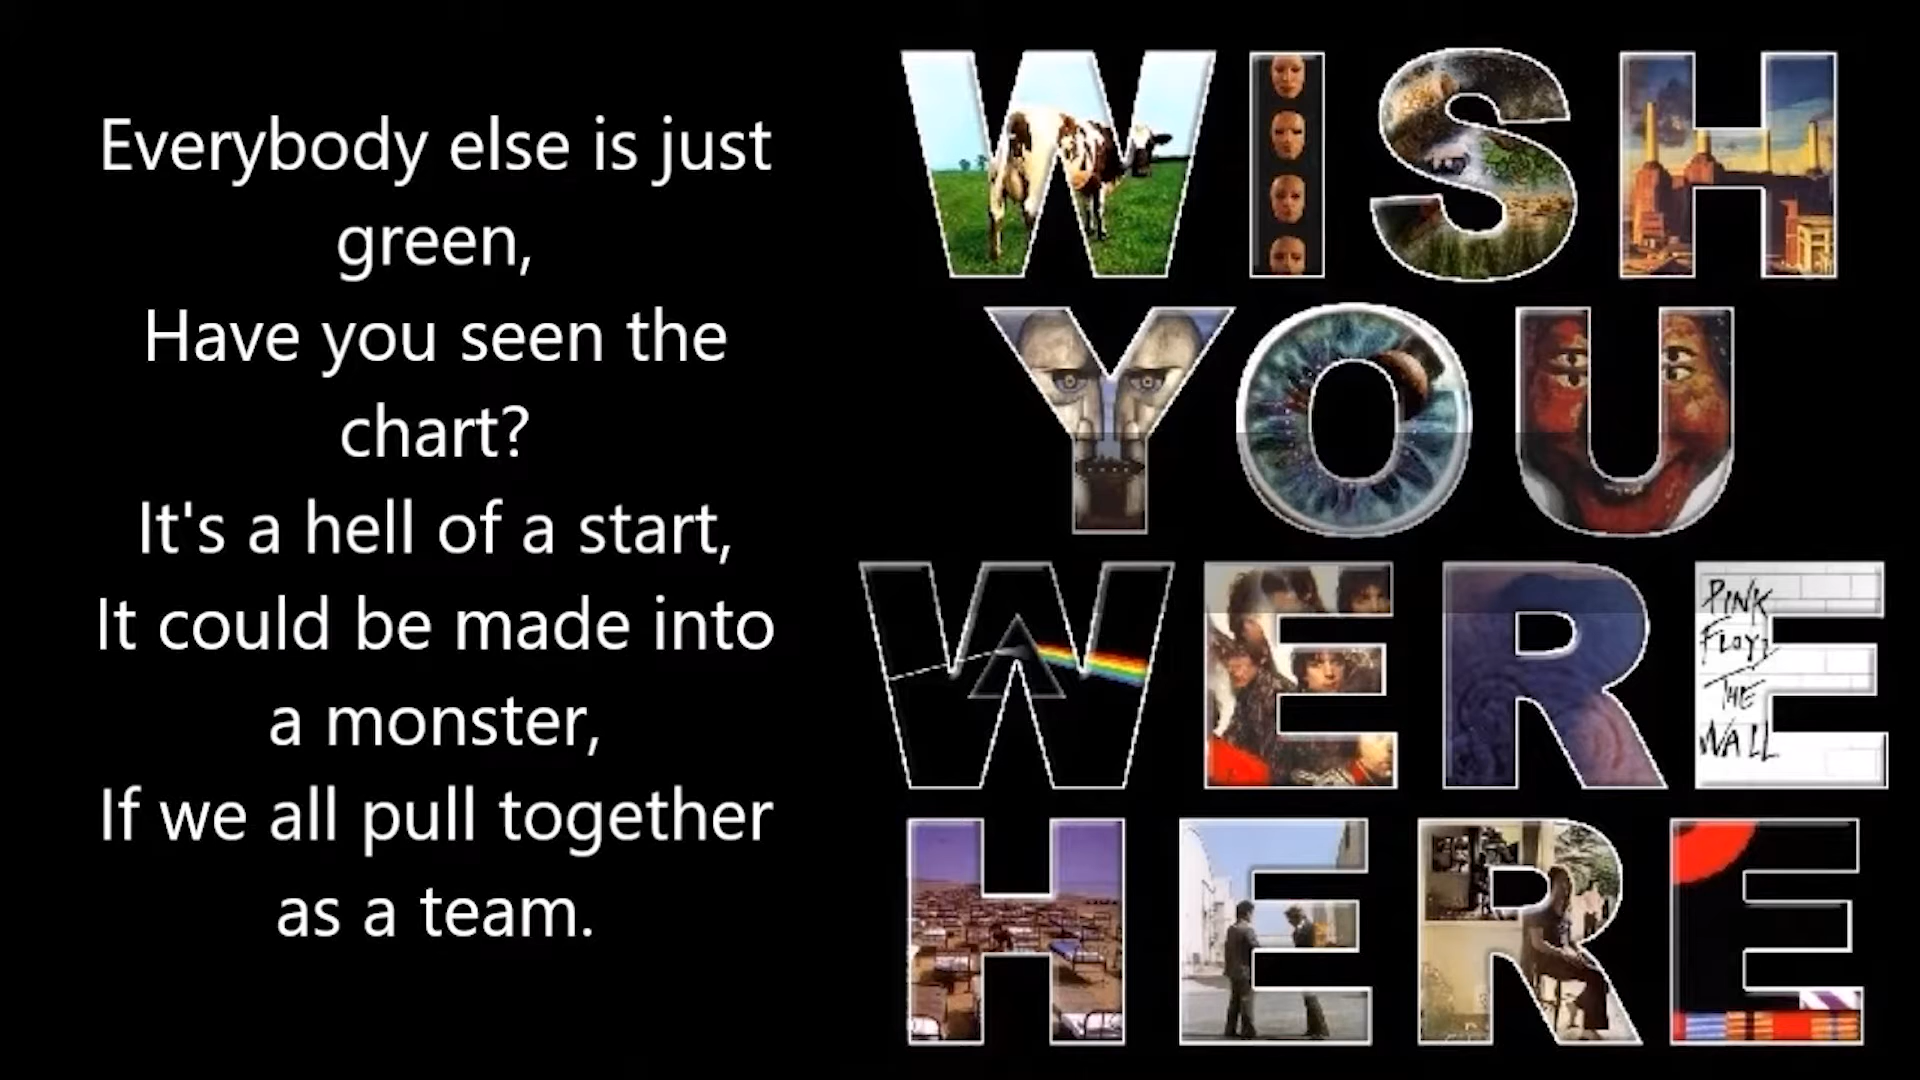 Everybody else is just
green,
Have you seen the
chart?
It's a hell of a start,
It could be made into
a monster,
If we all pull together
as a team.
WISH
YOU
WERE
PINK
FLOYD
THE
WALL
HERE